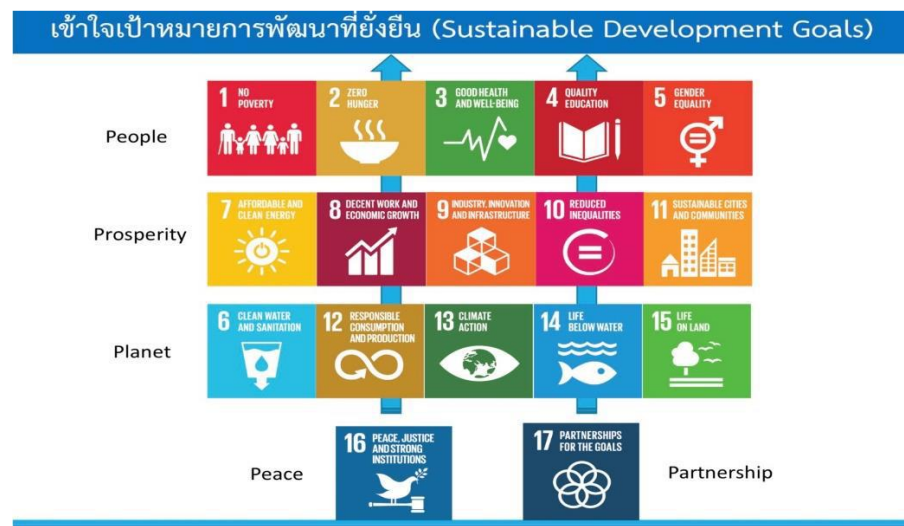 เข้าใจเป้าหมายการพัฒนาที่ยั่งยืน (Sustainable Development Goals)
People
1 NO
POVERTY
2 ZERO
HUNGER
3 GOOD HEALTH
AND WELL-BEING
4 QUALITY
EDUCATION
5 GENDER
EQUALITY
Prosperity
7 AFFORDABLE AND
CLEAN ENERGY
8 DECENT WORK AND
ECONOMIC GROWTH
9 INDUSTRY, INNOVATION
AND INFRASTRUCTURE
10 REDUCED
INEQUALITIES
11 SUSTAINABLE CITIES
AND COMMUNITIES
Planet
6 CLEAN WATER
AND SANITATION
12 RESPONSIBLE
CONSUMPTION
AND PRODUCTION
13 CLIMATE
ACTION
14 LIFE
BELOW WATER
15 LIFE
ON LAND
Peace
16 PEACE, JUSTICE
AND STRONG
INSTITUTIONS
17 PARTNERSHIPS
FOR THE GOALS
Partnership